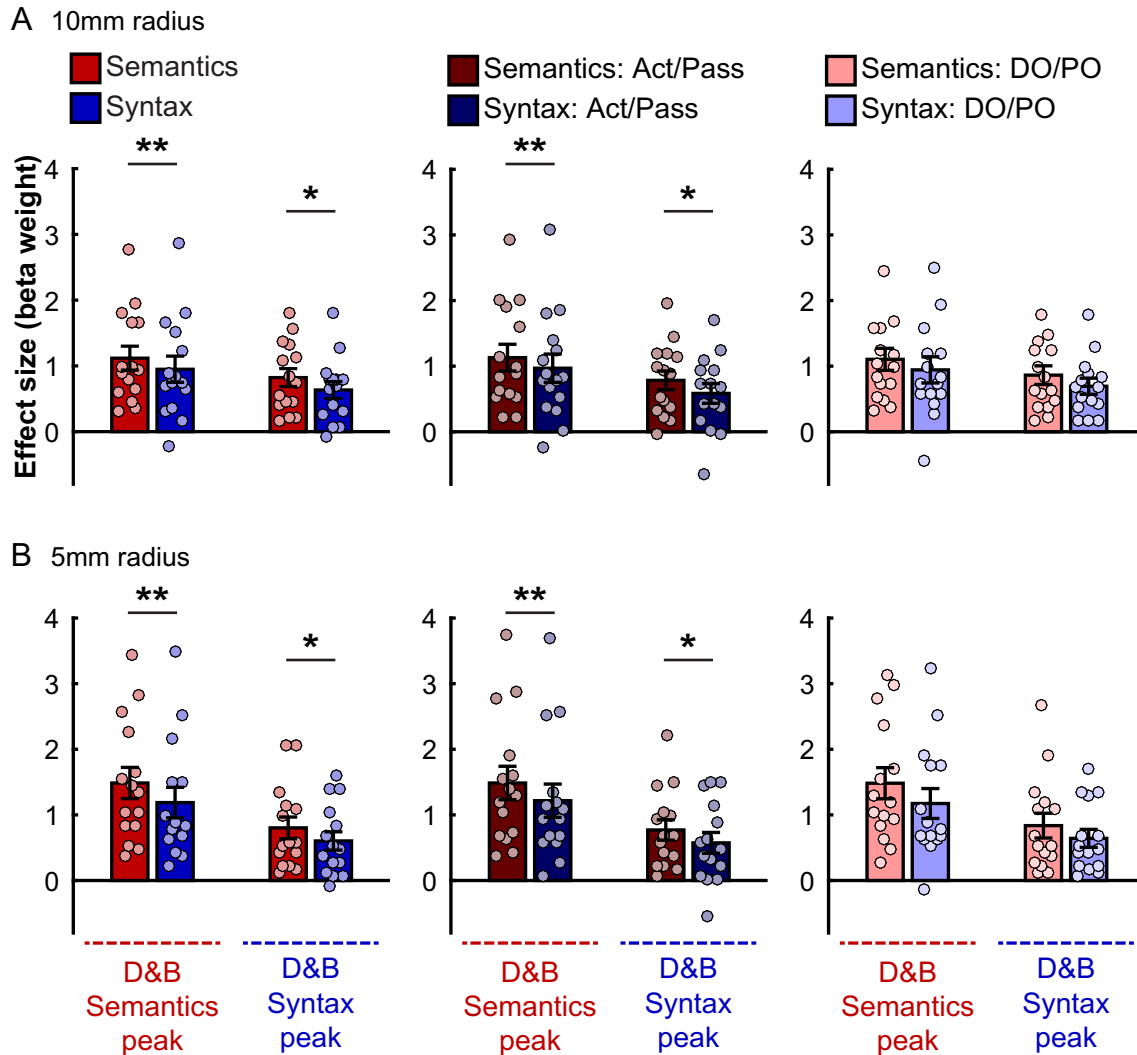 A 10mm radius
Semantics
Syntax
Semantics: Act/Pass
Syntax: Act/Pass
Semantics: DO/PO
Syntax: DO/PO
Effect size (beta weight)
4
3
2
1
0
**
*
4
3
2
1
0
**
*
4
3
2
1
0
B 5mm radius
4
3
2
1
0
**
*
4
3
2
1
0
**
*
4
3
2
1
0
D&B
Semantics
peak
D&B
Syntax
peak
D&B
Semantics
peak
D&B
Syntax
peak
D&B
Semantics
peak
D&B
Syntax
peak